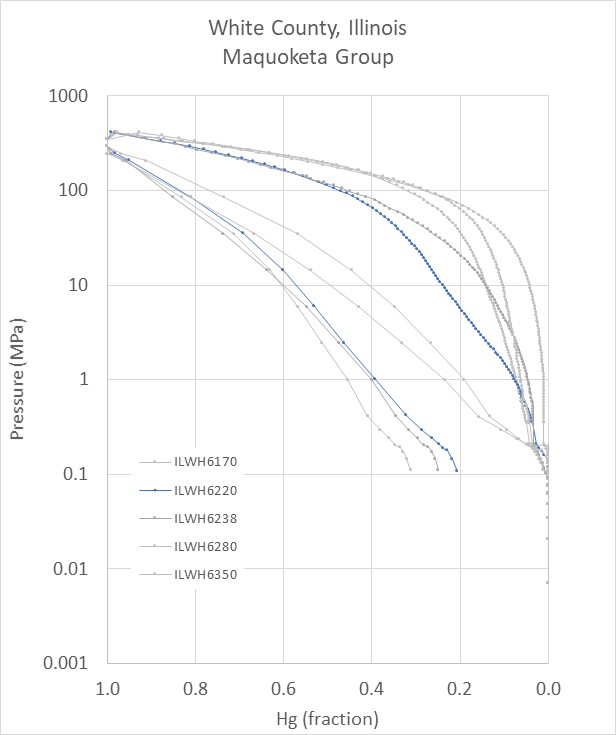 White County, Illinois
Maquoketa Group
1000
100
10
1
0.1
0.01
0.001
Pressure (MPa)
ILWH6170
ILWH6220
ILWH6238
ILWH6280
ILWH6350
1.0 0.8 0.6 0.4 0.2 0.0
Hg (fraction)